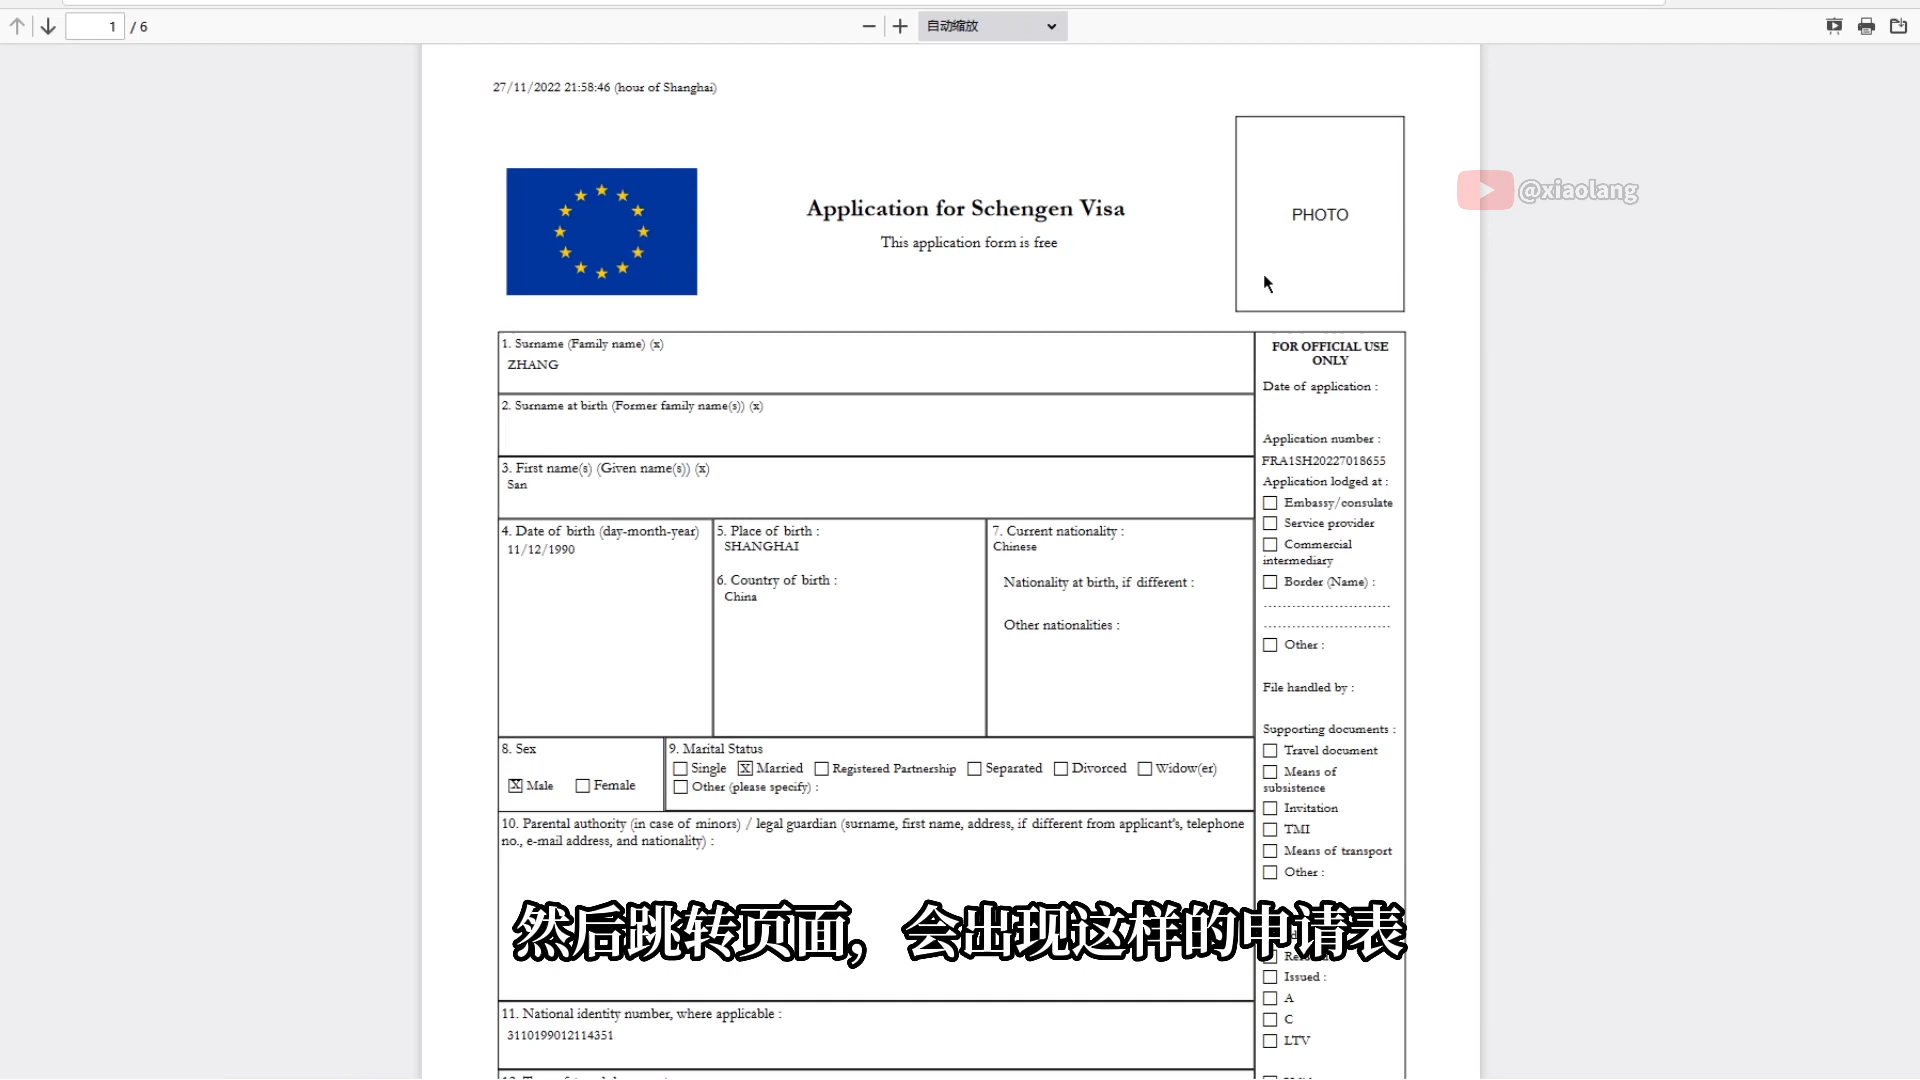 1 / 6
自动缩放
27/11/2022 21:58:46 (hour of Shanghai)
Application for Schengen Visa
This application form is free
PHOTO
@xiaolang
1. Surname (Family name) (x)
ZHANG
2. Surname at birth (Former family name(s)) (x)
3. First name(s) (Given name(s)) (x)
San
4. Date of birth (day-month-year)
11/12/1990
5. Place of birth :
SHANGHAI
6. Country of birth :
China
7. Current nationality :
Chinese
Nationality at birth, if different :
Other nationalities :
8. Sex
X Male Female
9. Marital Status
Single X Married Registered Partnership Separated Divorced Widow(er)
Other (please specify) :
10. Parental authority (in case of minors) / legal guardian (surname, first name, address, if different from applicant's, telephone
no., e-mail address, and nationality) :
11. National identity number, where applicable :
3110199012114351
FOR OFFICIAL USE
ONLY
Date of application :
Application number :
FRA1SH20227018655
Application lodged at :
Embassy/consulate
Service provider
Commercial
intermediary
Border (Name) :
Other :
File handled by :
Supporting documents :
Travel document
Means of
subsistence
Invitation
TMI
Means of transport
Other :
Issued :
A
C
LTV
然后跳转页面，会出现这样的申请表